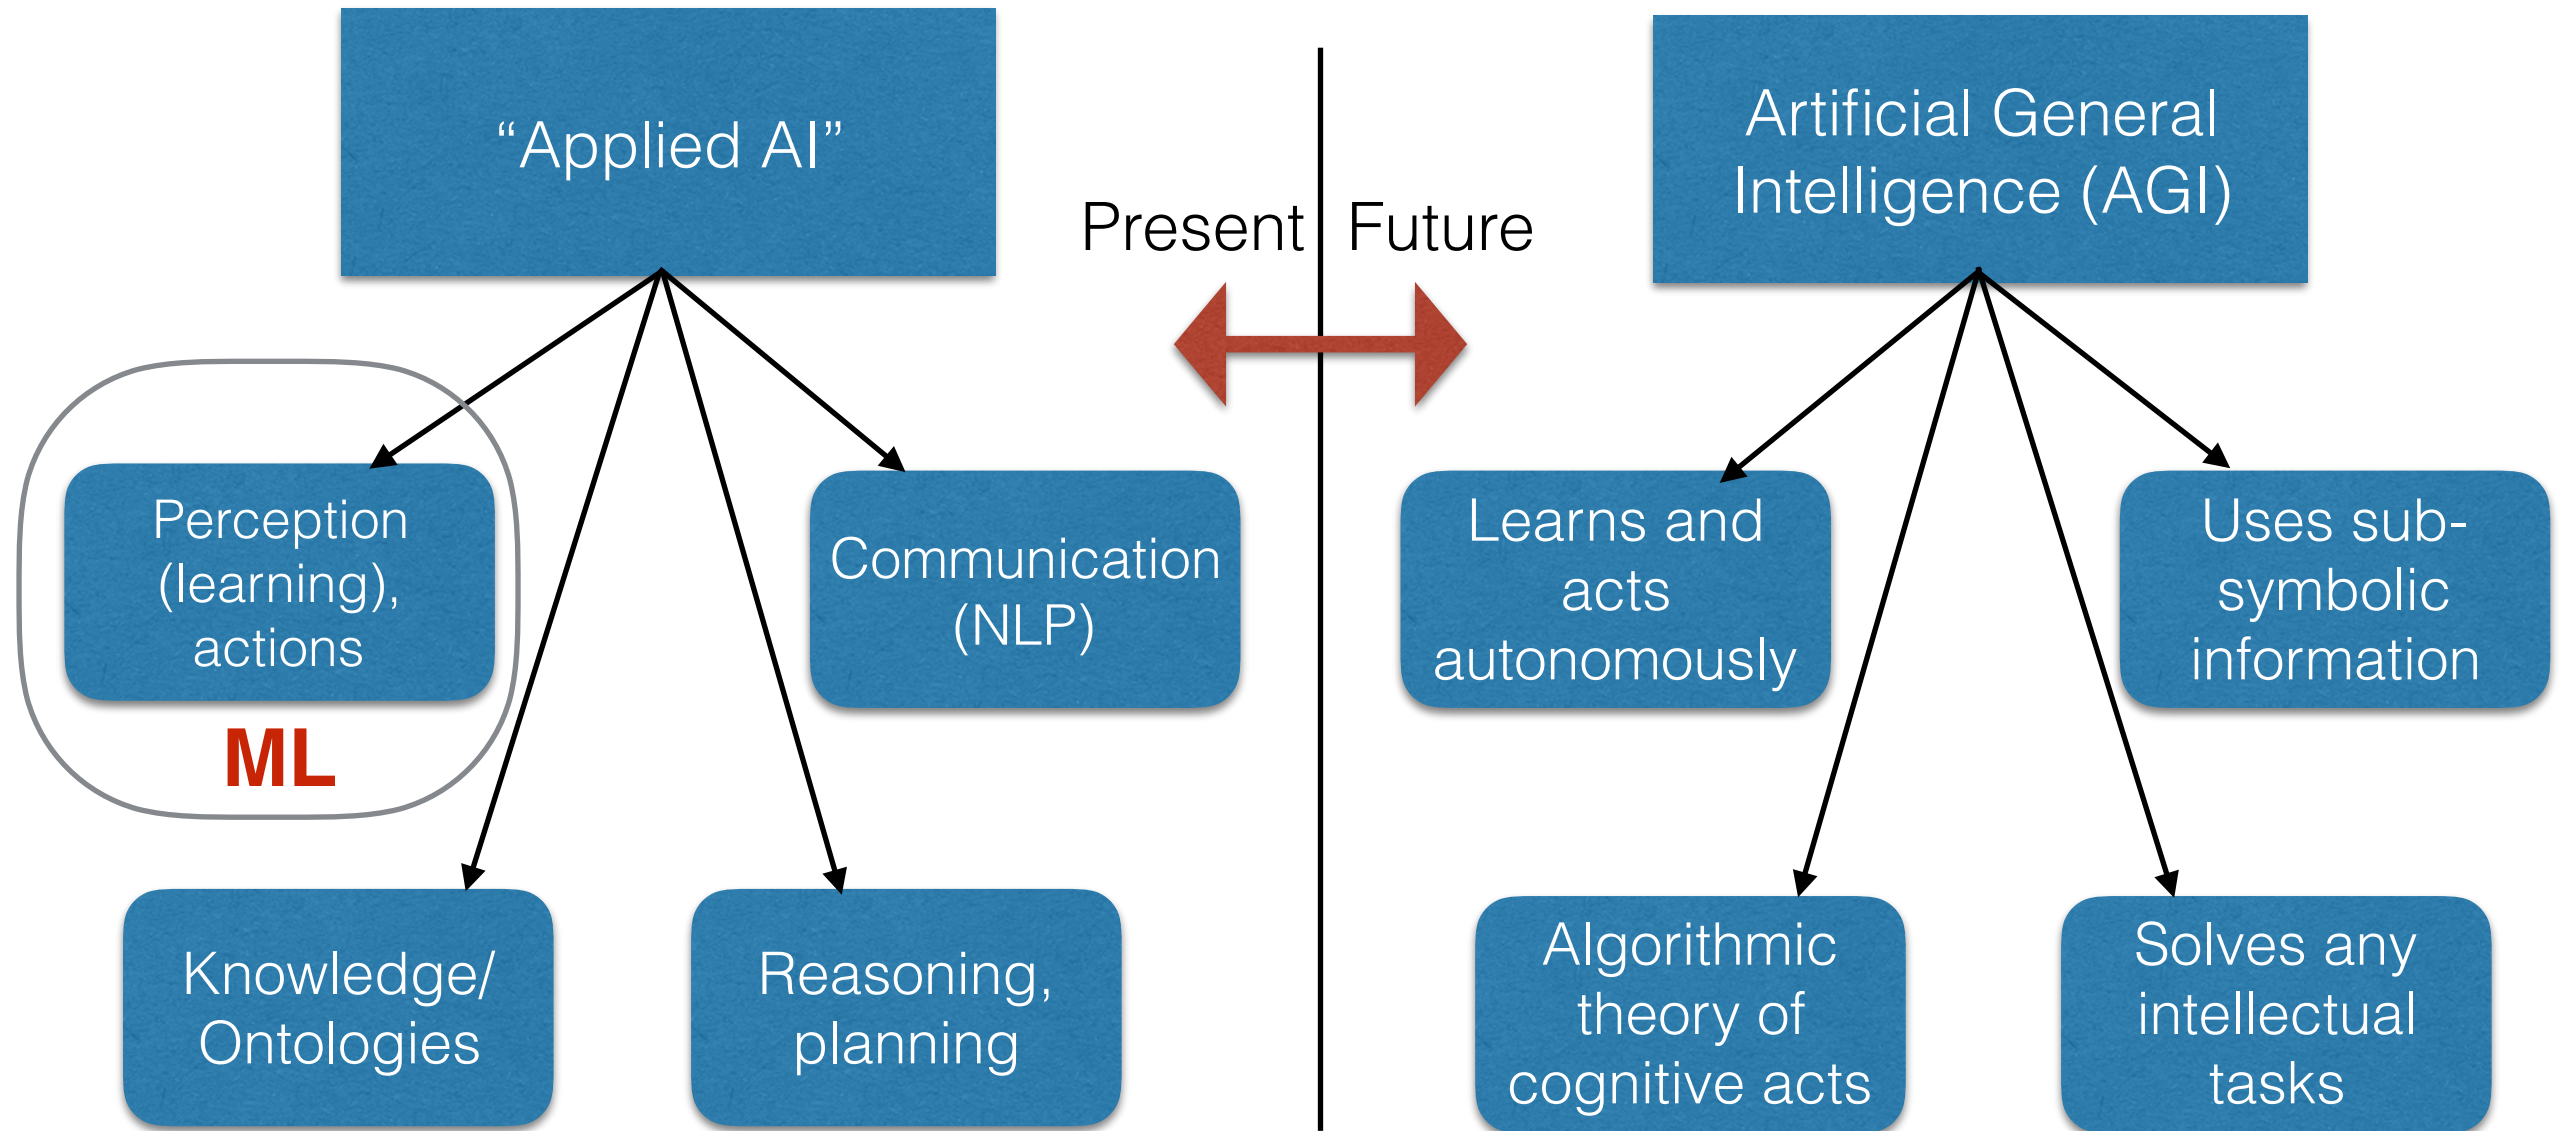 “Applied AI”
Present
Future
Artificial General
Intelligence (AGI)
Perception
(learning),
actions
ML
Communication
(NLP)
Knowledge/
Ontologies
Reasoning,
planning
Learns and
acts
autonomously
Uses sub-
symbolic
information
Algorithmic
theory of
cognitive acts
Solves any
intellectual
tasks